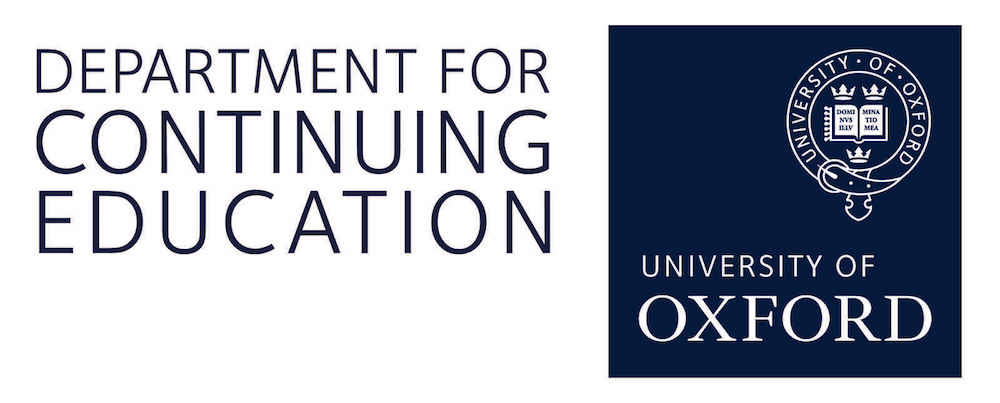 DEPARTMENT FOR
CONTINUING
EDUCATION
UNIVERSITY · OF · OXFORD
DOMI MINA
NVS TIO
ILLV MEA
UNIVERSITY OF
OXFORD